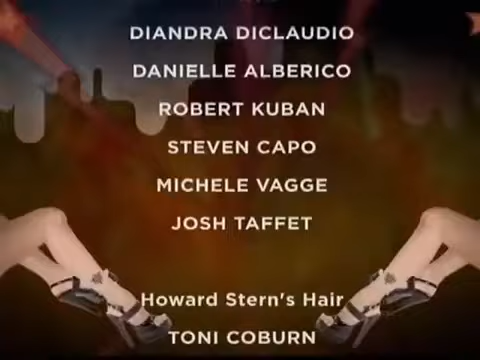 DIANDRA DICLAUDIO
DANIELLE ALBERICO
ROBERT KUBAN
STEVEN CAPO
MICHELE VAGGE
JOSH TAFFET
Howard Stern's Hair
TONI COBURN